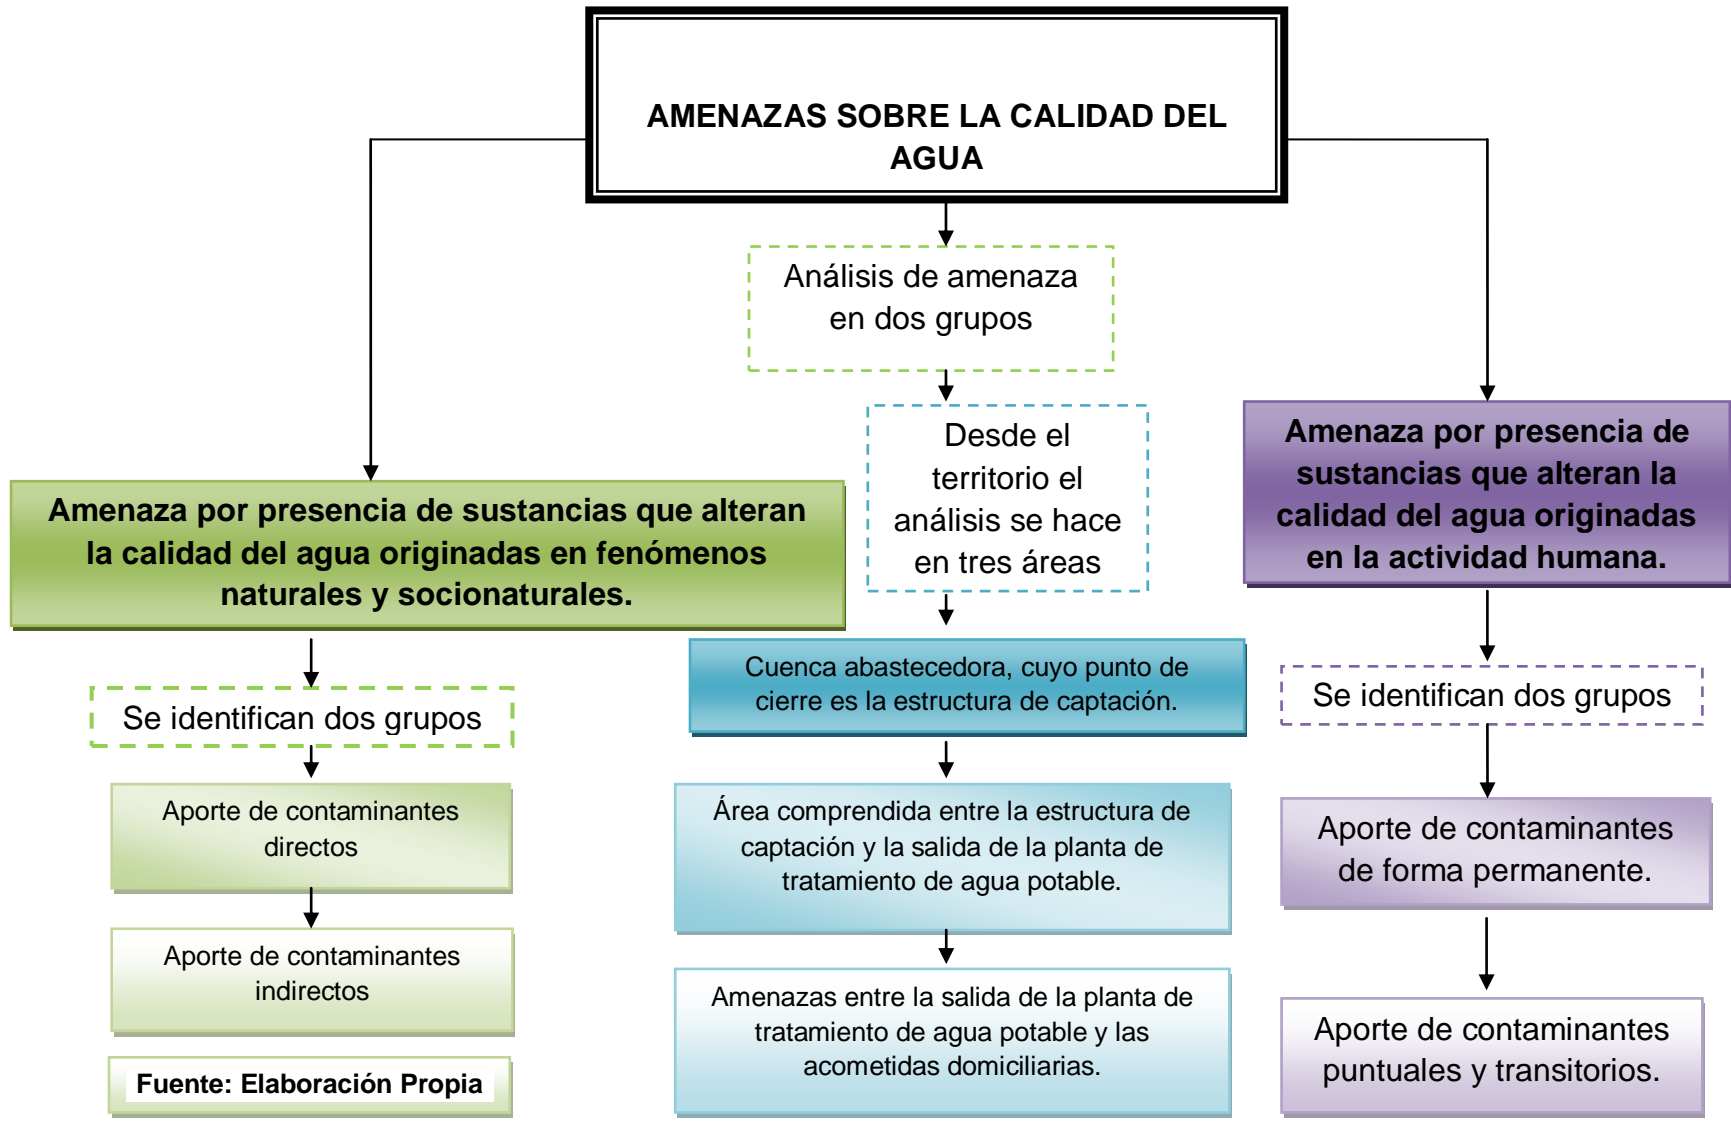 AMENAZAS SOBRE LA CALIDAD DEL
AGUA
Análisis de amenaza
en dos grupos
Desde el
territorio el
análisis se hace
en tres áreas
Amenaza por presencia de
sustancias que alteran la
calidad del agua originadas
en la actividad humana.
Amenaza por presencia de sustancias que alteran
la calidad del agua originadas en fenómenos
naturales y socionaturales.
Cuenca abastecedora, cuyo punto de
cierre es la estructura de captación.
Se identifican dos grupos
Se identifican dos grupos
Aporte de contaminantes
directos
Área comprendida entre la estructura de
captación y la salida de la planta de
tratamiento de agua potable.
Aporte de contaminantes
de forma permanente.
Aporte de contaminantes
indirectos
Amenazas entre la salida de la planta de
tratamiento de agua potable y las
acometidas domiciliarias.
Aporte de contaminantes
puntuales y transitorios.
Fuente: Elaboración Propia